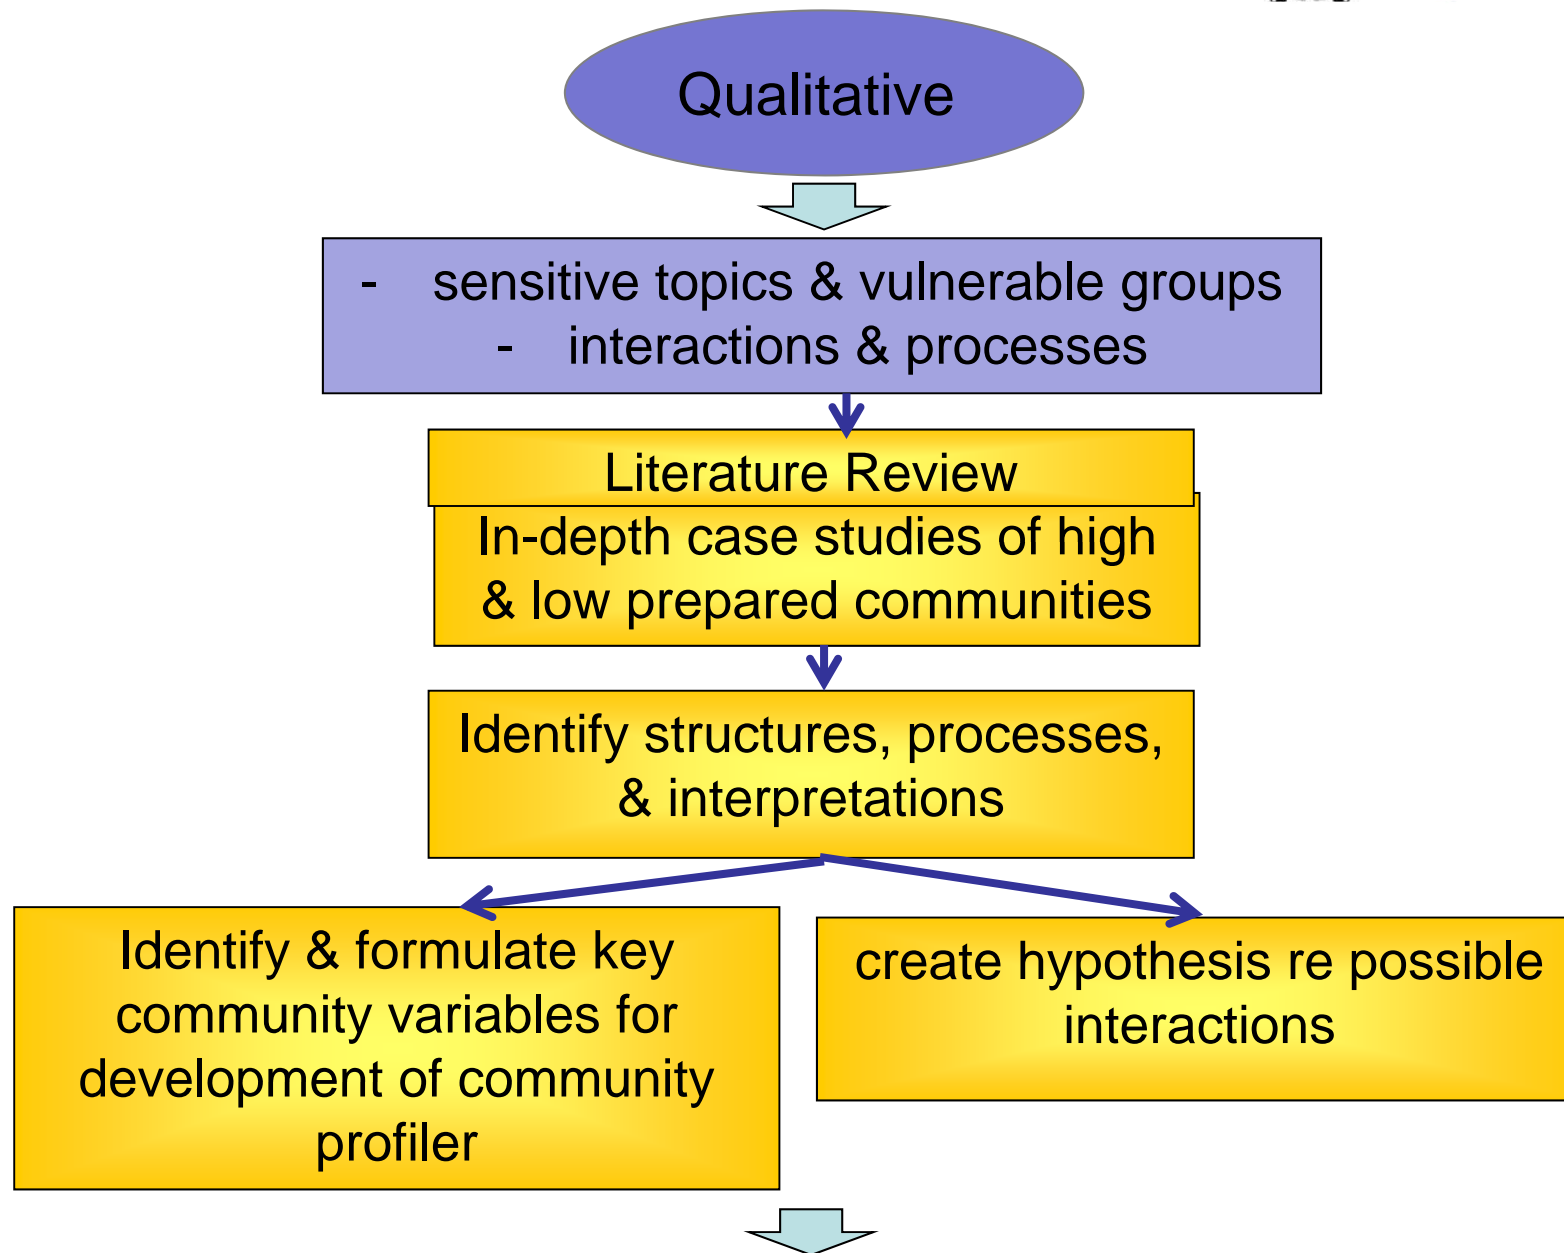 Qualitative
- sensitive topics & vulnerable groups
- interactions & processes
Literature Review
In-depth case studies of high
& low prepared communities
Identify structures, processes,
& interpretations
Identify & formulate key
community variables for
development of community
profiler
create hypothesis re possible
interactions